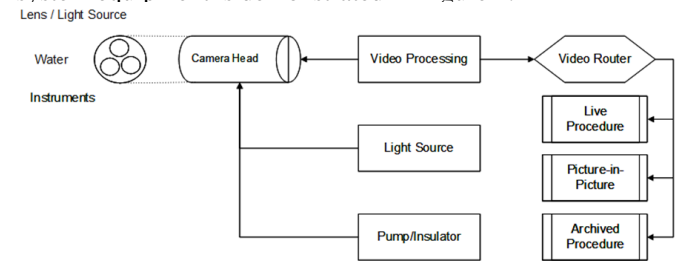 Lens / Light Source
Water
Camera Head
Video Processing
Video Router
Instruments
Live
Procedure
Light Source
Picture-in-
Picture
Pump/Insulator
Archived
Procedure